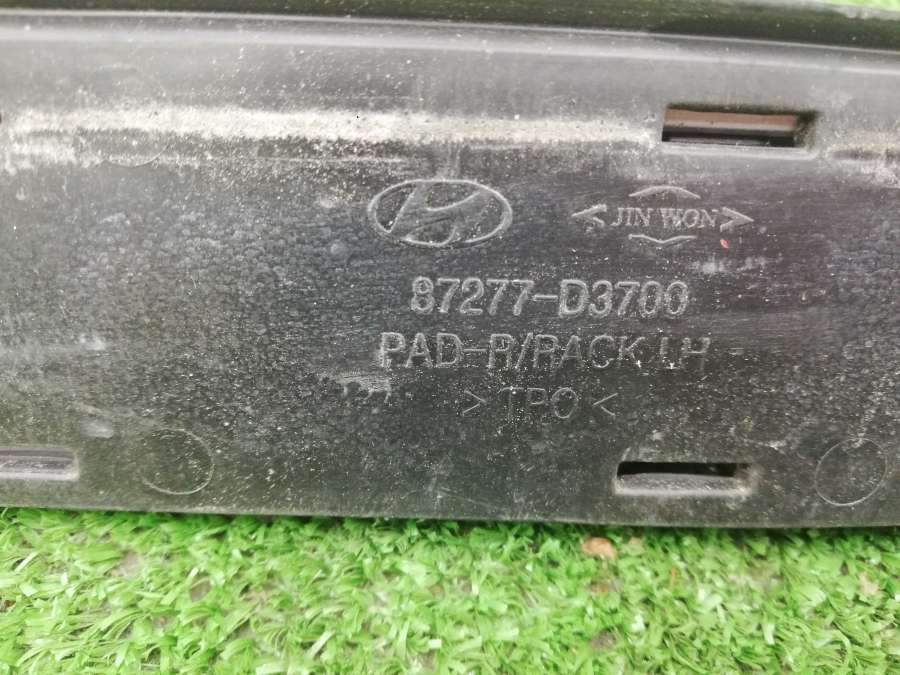 JIN WON
87277-D3700
PAD-R/RACK LH
> TPO <